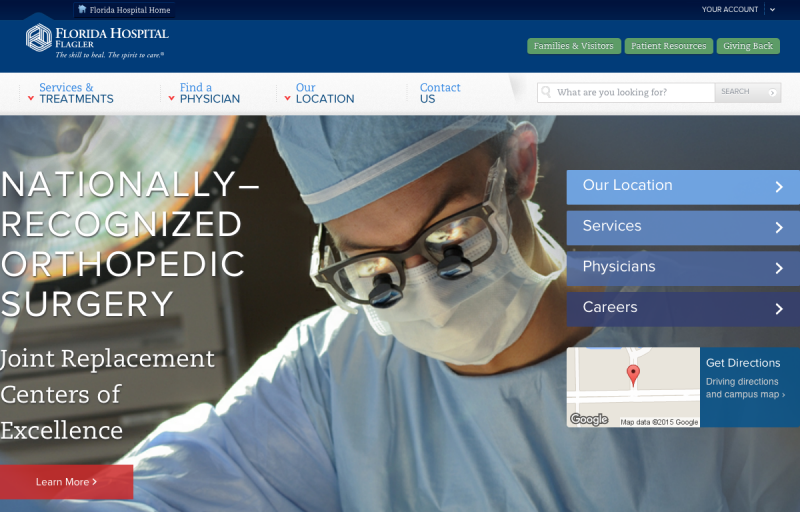 Florida Hospital Home
YOUR ACCOUNT
FLORIDA HOSPITAL
FLAGLER
The skill to heal. The spirit to care.®
Families & Visitors
Patient Resources
Giving Back
Services &
TREATMENTS
Find a
PHYSICIAN
Our
LOCATION
Contact
US
What are you looking for?
SEARCH
NATIONALLY–
RECOGNIZED
ORTHOPEDIC
SURGERY
Joint Replacement
Centers of
Excellence
Learn More
Our Location
Services
Physicians
Careers
Google
Map data ©2015 Google
Get Directions
Driving directions
and campus map ›